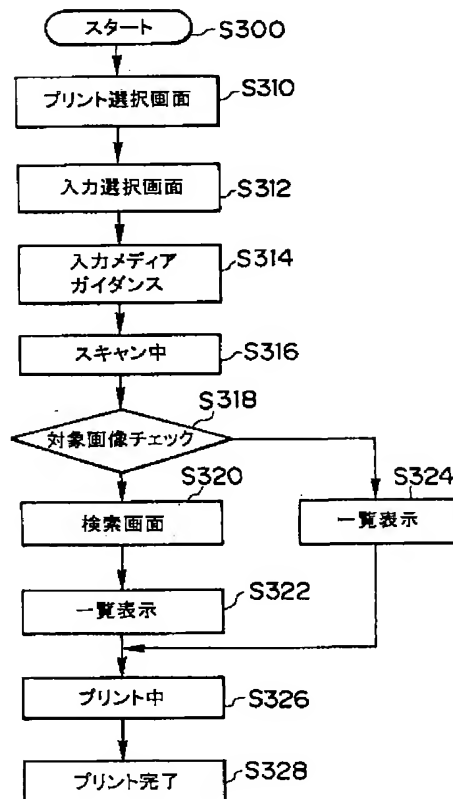 スタート
S300
プリント選択画面
S310
入力選択画面
S312
入力メディア
ガイダンス
S314
スキャン中
S316
対象画像チェック
S318
検索画面
S320
一覧表示
S324
一覧表示
S322
プリント中
S326
プリント完了
S328